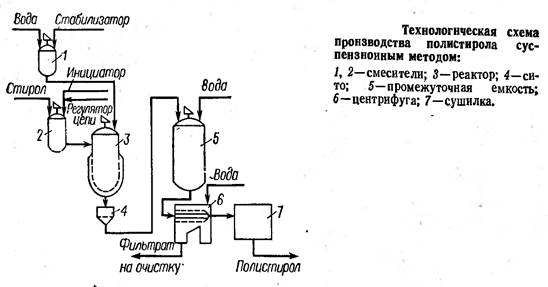 Вода Стабилизатор
1
Инициатор
Стирол
Регулятор
цепи
2
3
4
Вода
5
Вода
6
7
Фильтрат
на очистку
Полистирол
Технологическая схема
производства полистирола сус-
пензионным методом:
1, 2—смесители; 3—реактор; 4—си-
то; 5—промежуточная емкость;
6—центрифуга; 7—сушилка.